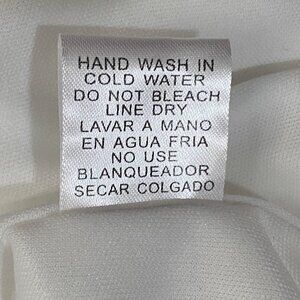 HAND WASH IN
COLD WATER
DO NOT BLEACH
LINE DRY
LAVAR A MANO
EN AGUA FRIA
NO USE
BLANQUEADOR
SECAR COLGADO